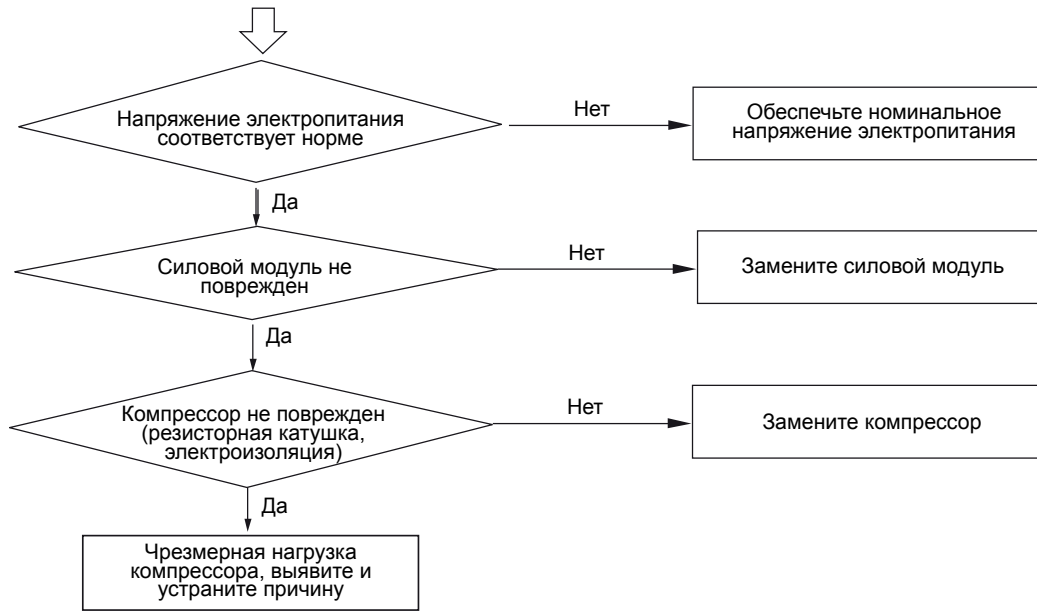 Напряжение электропитания
соответствует норме
Нет
Обеспечьте номинальное
напряжение электропитания
Да
Силовой модуль не
поврежден
Нет
Замените силовой модуль
Да
Компрессор не поврежден
(резисторная катушка,
электроизоляция)
Нет
Замените компрессор
Да
Чрезмерная нагрузка
компрессора, выявите и
устраните причину